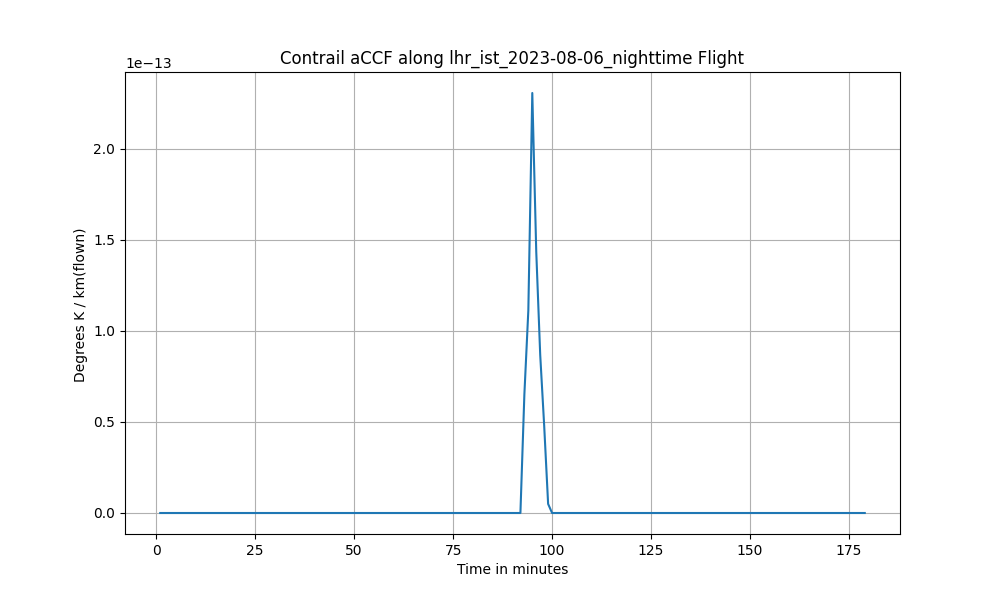 Contrail aCCF along lhr_ist_2023-08-06_nighttime Flight
1e−13
2.0
1.5
1.0
0.5
0.0
Degrees K / km(flown)
0 25 50 75 100 125 150 175
Time in minutes